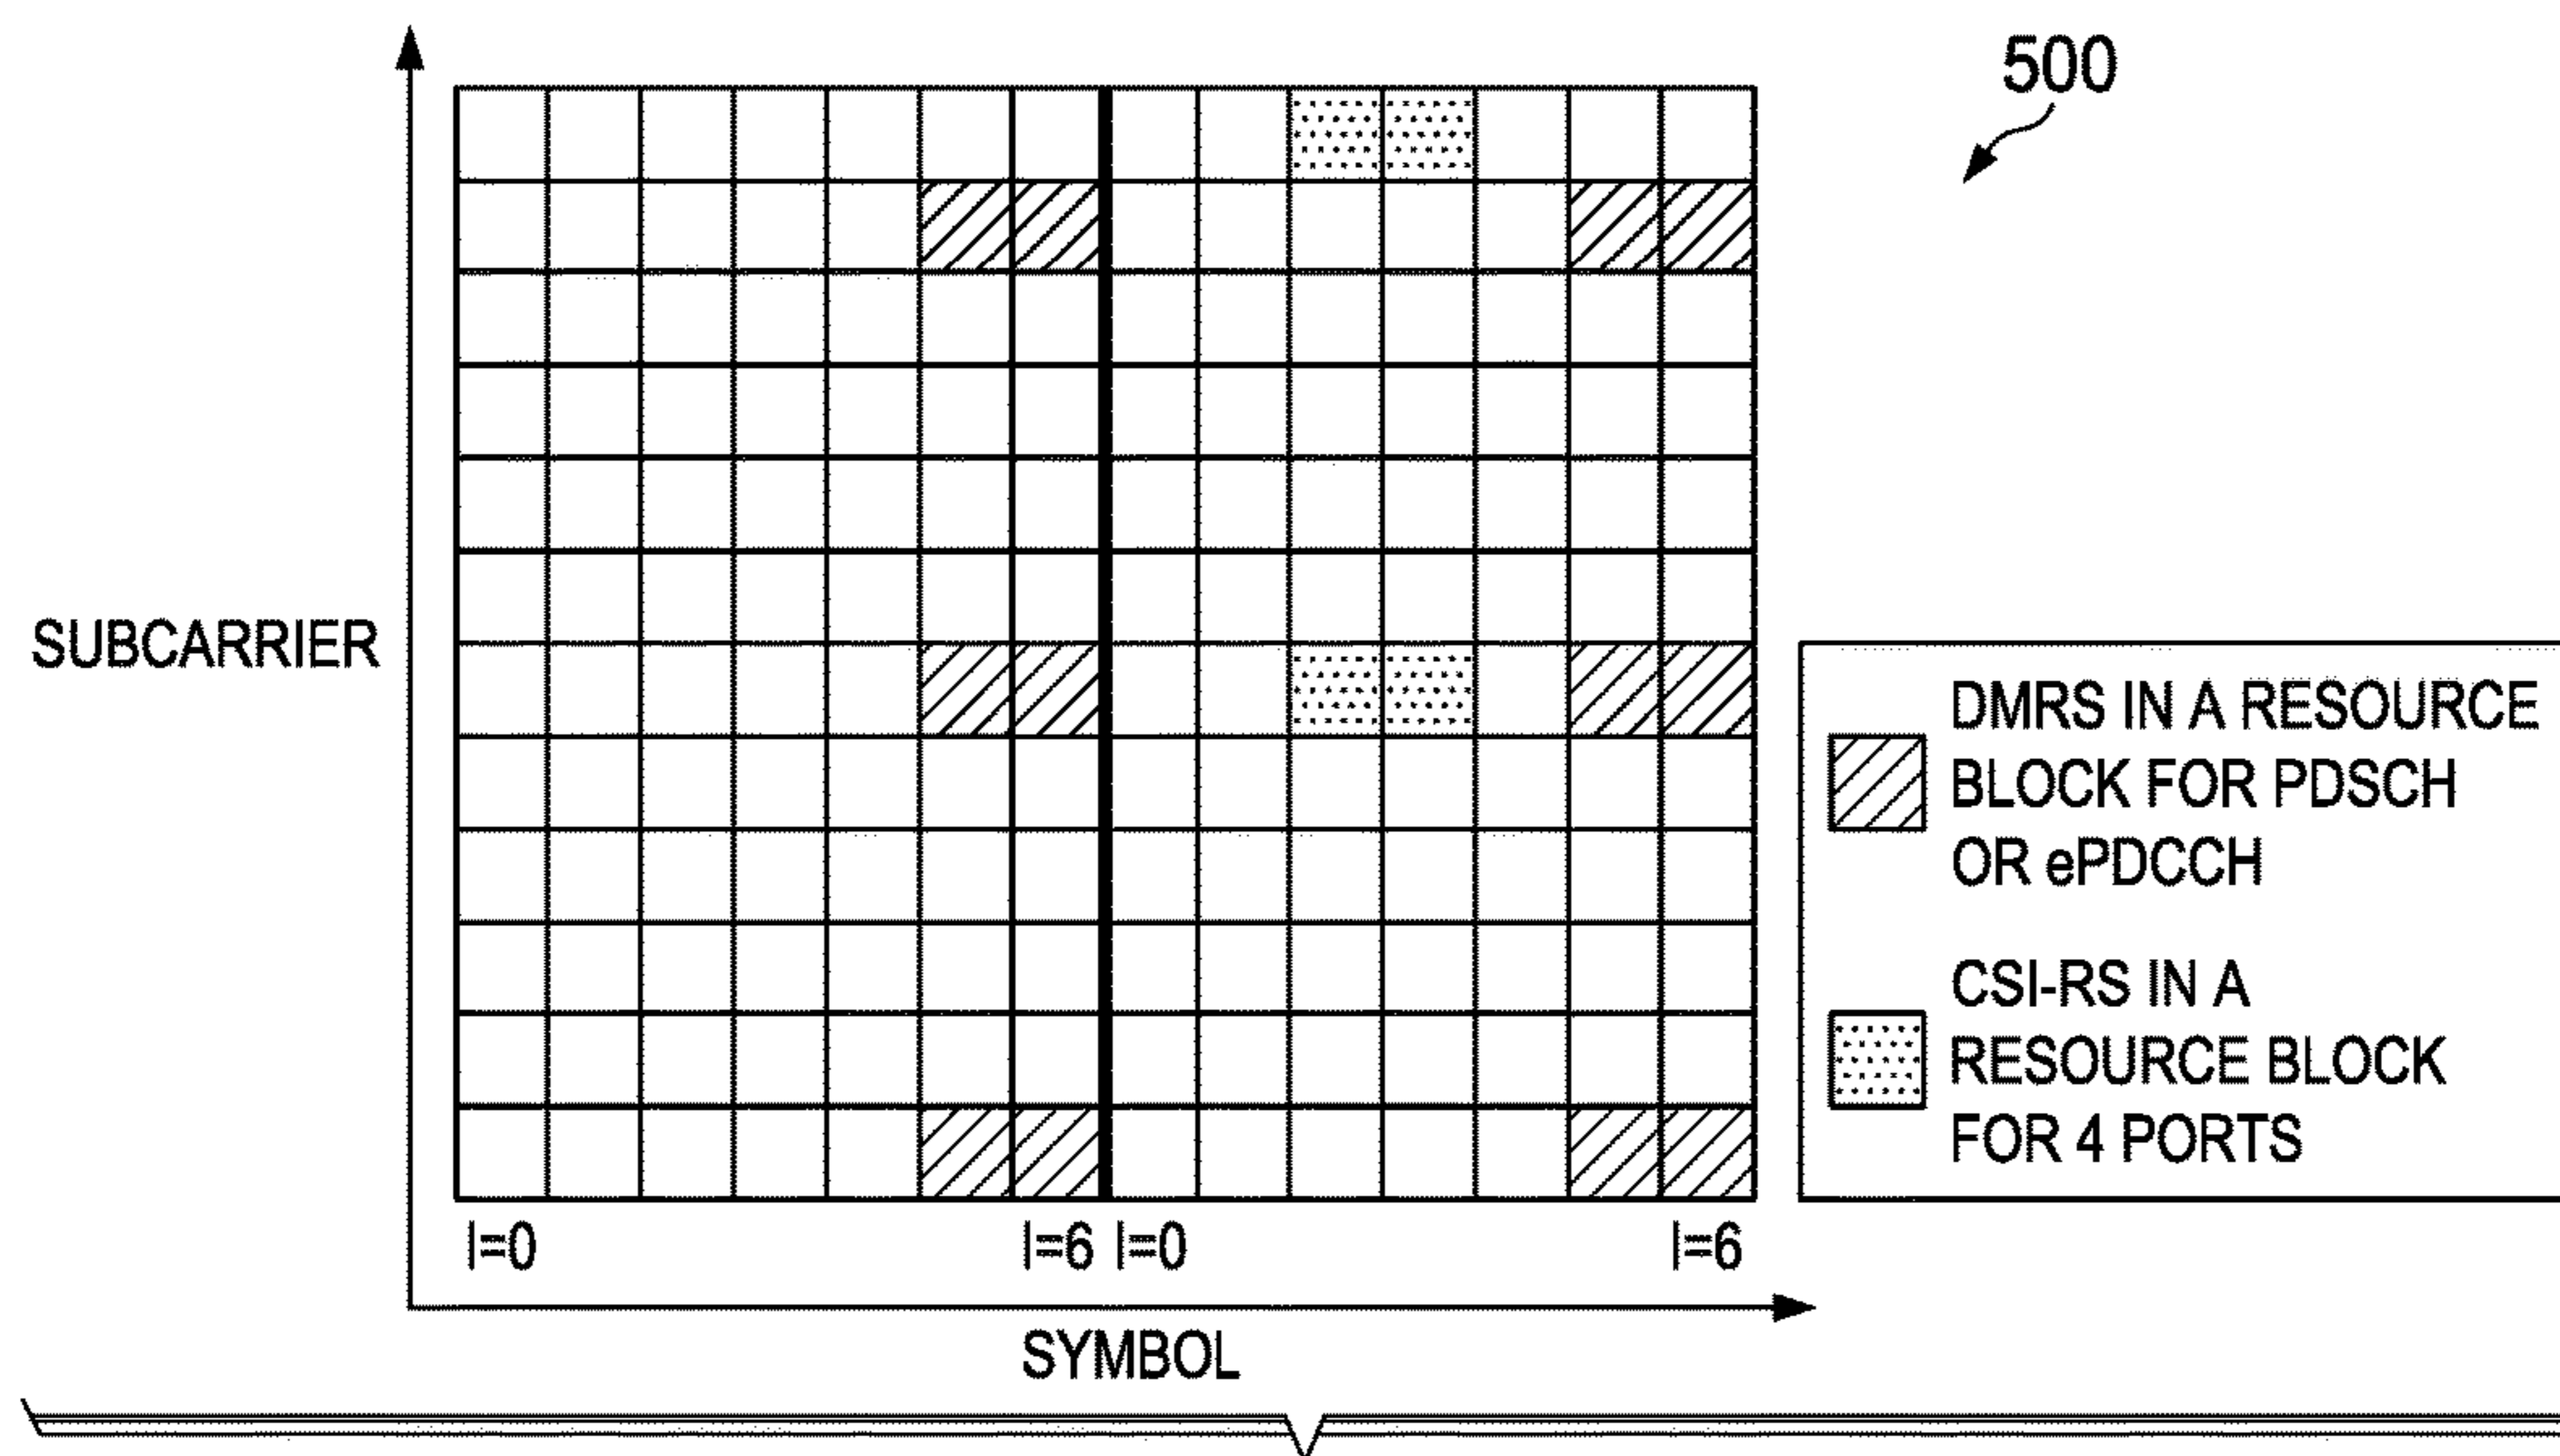 500
SUBCARRIER
DMRS IN A RESOURCE
BLOCK FOR PDSCH
OR ePDCCH
CSI-RS IN A
RESOURCE BLOCK
FOR 4 PORTS
l=0 l=6 l=0 l=6
SYMBOL